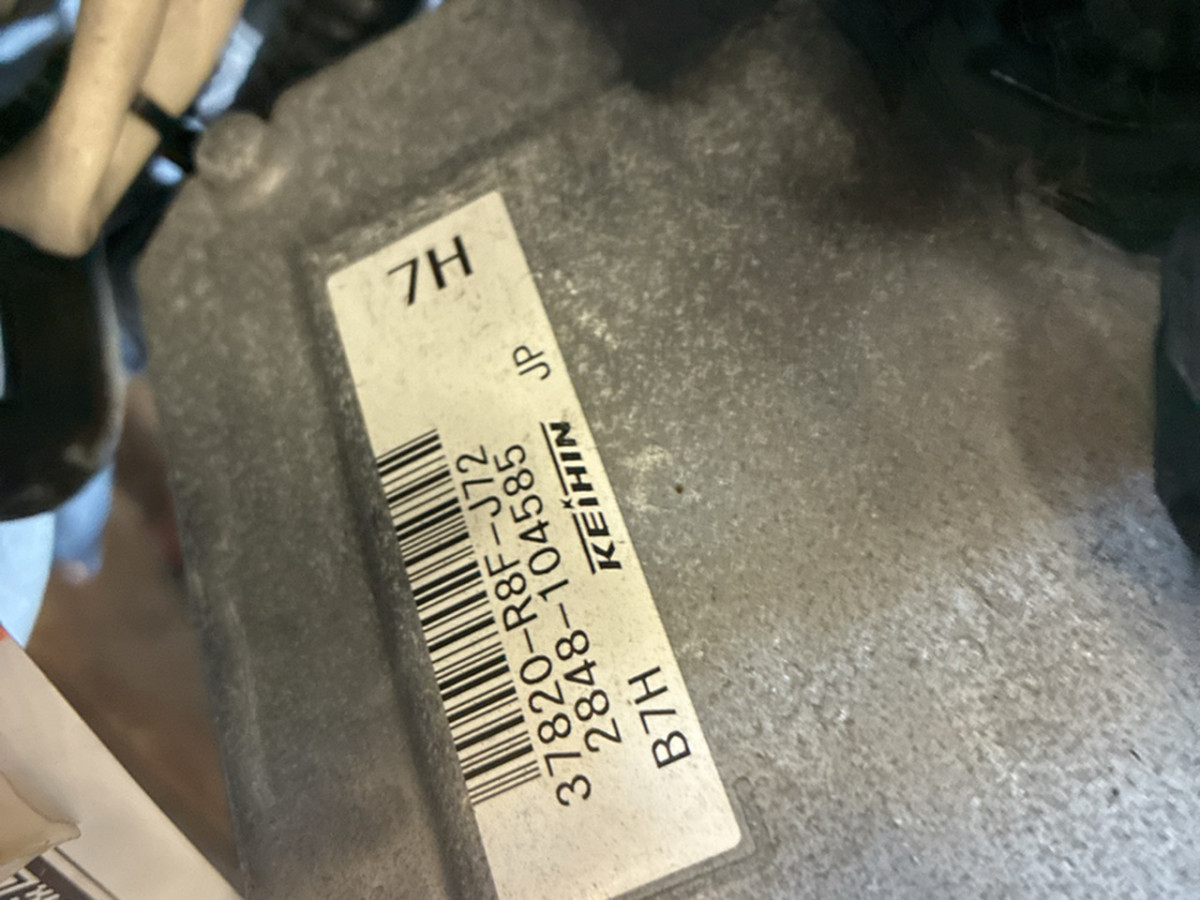 7H
JP
37820-R8F-J72
2848-104585
KEIHIN
B7H